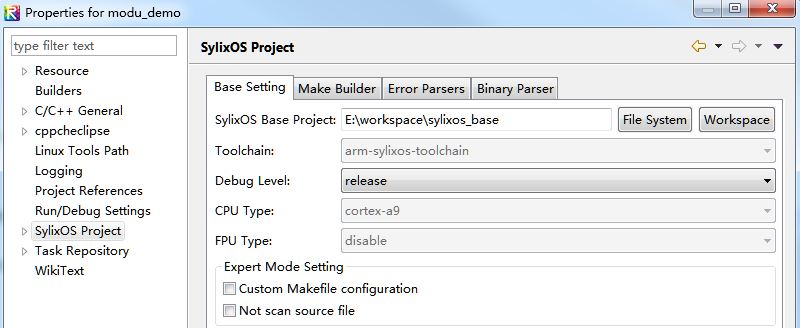 Properties for modu_demo
type filter text
Resource
Builders
C/C++ General
cppcheclipse
Linux Tools Path
Logging
Project References
Run/Debug Settings
SylixOS Project
Task Repository
WikiText
SylixOS Project
Base Setting Make Builder Error Parsers Binary Parser
SylixOS Base Project: E:\workspace\sylixos_base File System Workspace
Toolchain: arm-sylixos-toolchain
Debug Level: release
CPU Type: cortex-a9
FPU Type: disable
Expert Mode Setting
Custom Makefile configuration
Not scan source file